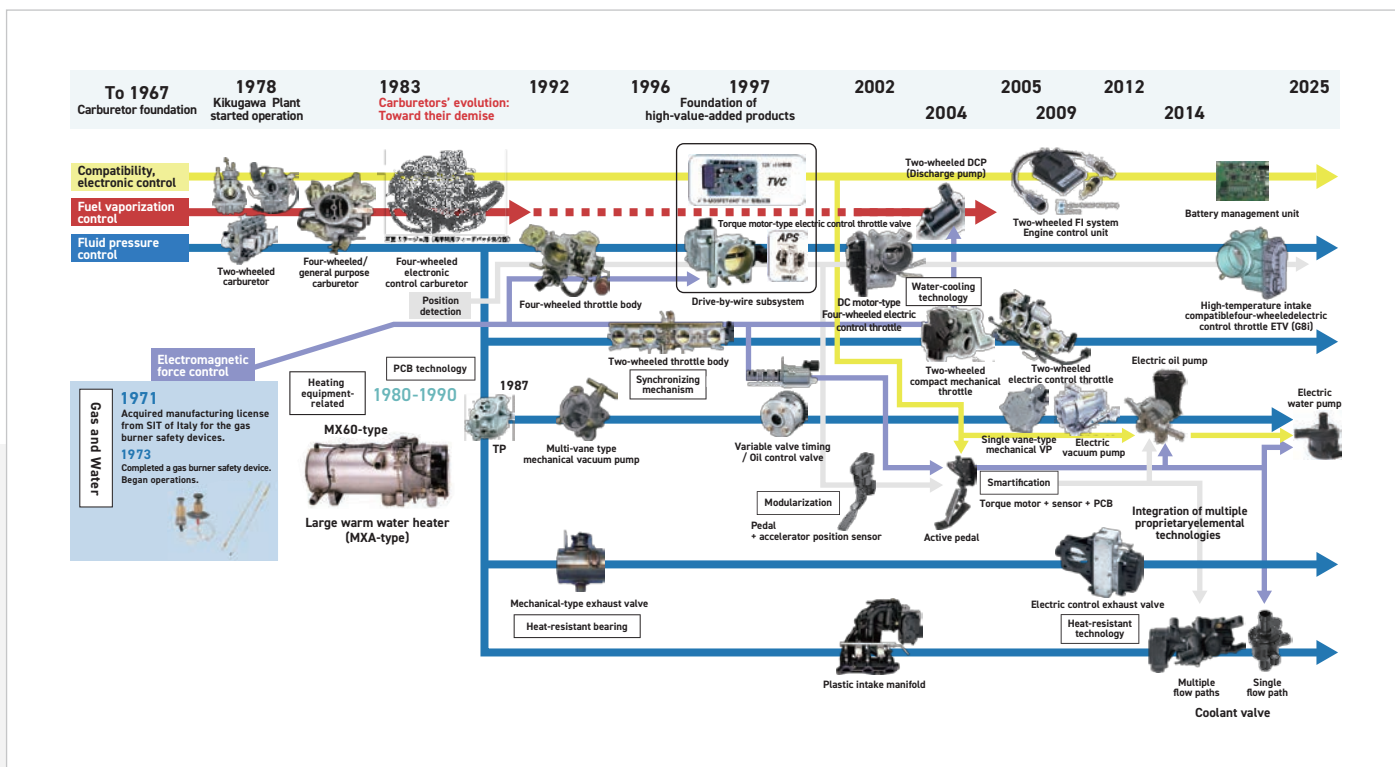 To 1967
Carburetor foundation
1978
Kikugawa Plant
started operation
1983
Carburetors' evolution:
Toward their demise
1992
1996
1997
Foundation of
high-value-added products
2002
2004
2005
2009
2012
2014
2025
Compatibility,
electronic control
Fuel vaporization
control
Fluid pressure
control
Two-wheeled
carburetor
Four-wheeled/
general purpose
carburetor
Four-wheeled
electronic
control carburetor
Position
detection
Four-wheeled throttle body
TVC
Torque motor-type electric control throttle valve
APS
Drive-by-wire subsystem
Two-wheeled DCP
(Discharge pump)
Two-wheeled FI system
Engine control unit
Battery management unit
DC motor-type
Four-wheeled electric
control throttle
Water-cooling
technology
High-temperature intake
compatiblefour-wheeledelectric
control throttle ETV (G8i)
Electromagnetic
force control
Two-wheeled throttle body
Synchronizing
mechanism
Two-wheeled
compact mechanical
throttle
Two-wheeled
electric control throttle
Electric oil pump
Electric
water pump
Gas and Water
1971
Acquired manufacturing license
from SIT of Italy for the gas
burner safety devices.
1973
Completed a gas burner safety device.
Began operations.
PCB technology
Heating
equipment-
related
1980-1990
MX60-type
Large warm water heater
(MXA-type)
1987
TP
Multi-vane type
mechanical vacuum pump
Variable valve timing
/ Oil control valve
Single vane-type
mechanical VP
Electric
vacuum pump
Modularization
Pedal
+ accelerator position sensor
Active pedal
Smartification
Torque motor + sensor + PCB
Integration of multiple
proprietaryelemental
technologies
Mechanical-type exhaust valve
Heat-resistant bearing
Electric control exhaust valve
Heat-resistant
technology
Plastic intake manifold
Multiple
flow paths
Single
flow path
Coolant valve